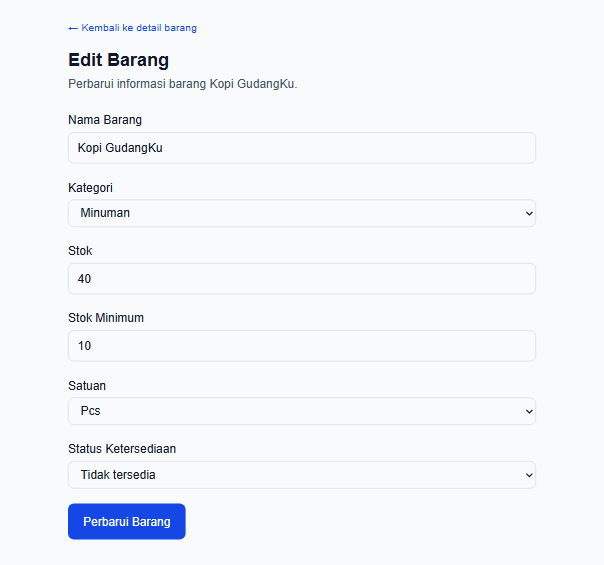 ← Kembali ke detail barang
Edit Barang
Perbarui informasi barang Kopi GudangKu.
Nama Barang
Kopi GudangKu
Kategori
Minuman
Stok
40
Stok Minimum
10
Satuan
Pcs
Status Ketersediaan
Tidak tersedia
Perbarui Barang